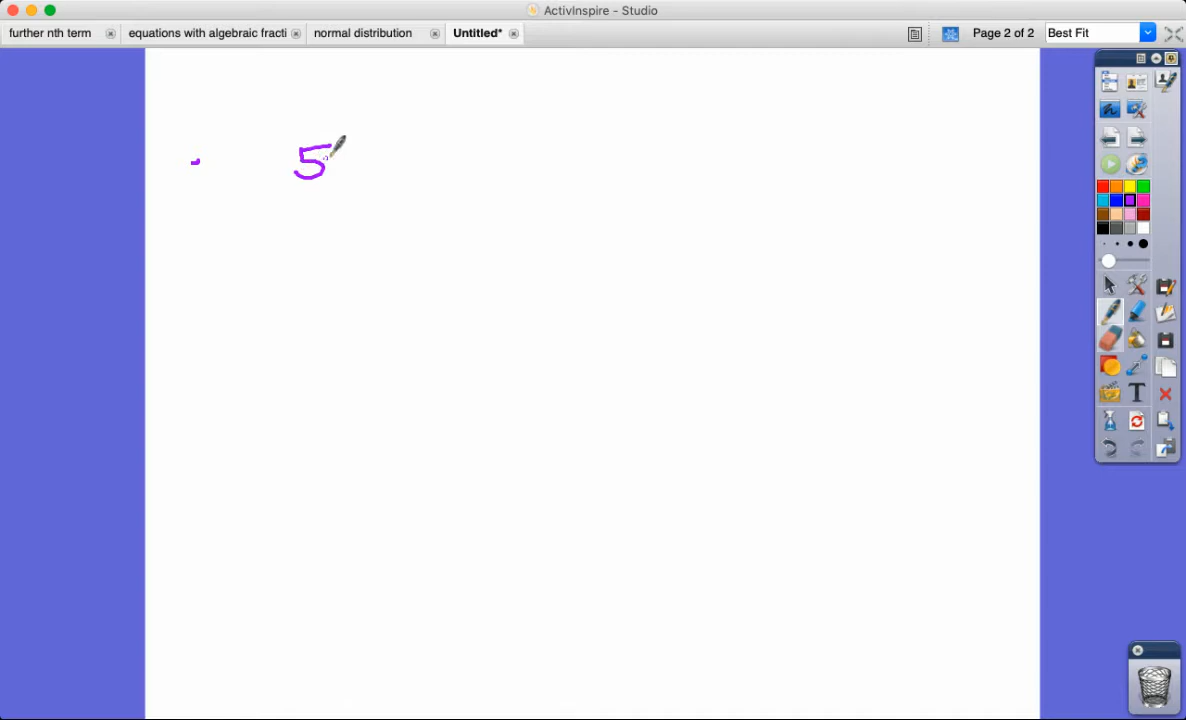 ActivInspire - Studio
further nth term equations with algebraic fracti normal distribution Untitled* Page 2 of 2 Best Fit
- 5
T